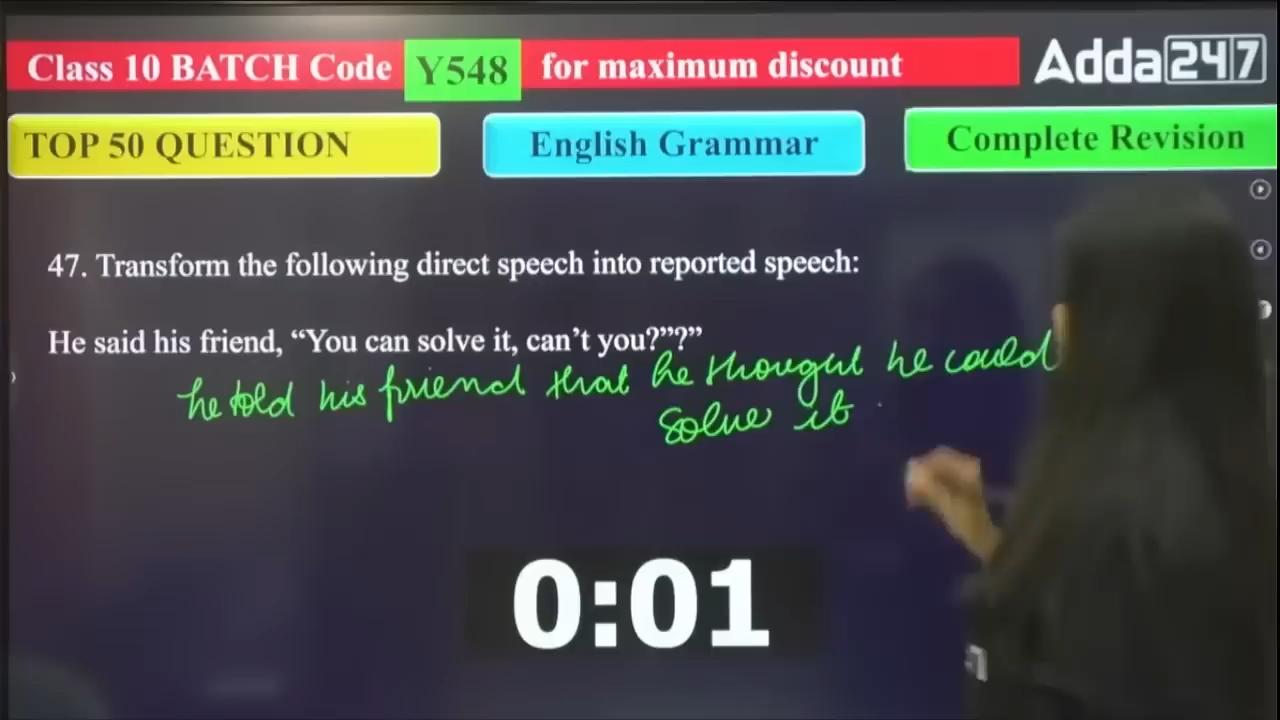 Class 10 BATCH Code Y548 for maximum discount
Adda247
TOP 50 QUESTION
English Grammar
Complete Revision
47. Transform the following direct speech into reported speech:
He said his friend, “You can solve it, can’t you?”?”
he told his friend that he thought he could
solve it
0:01